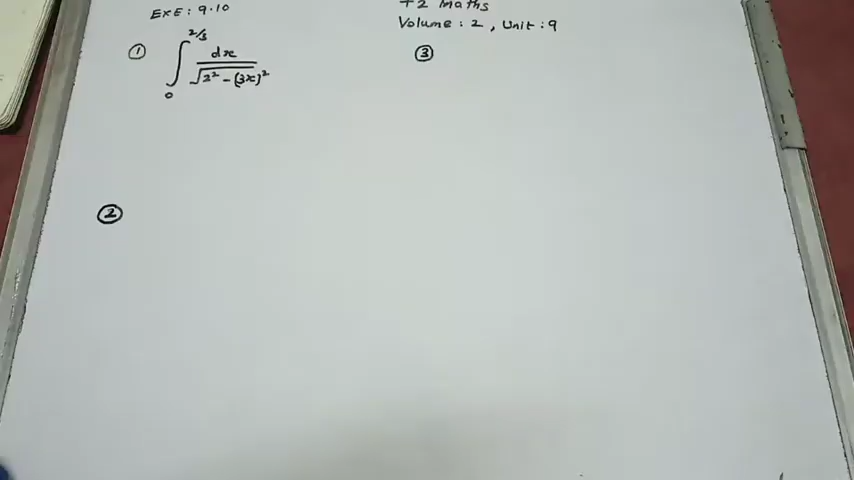 EXE: 9.10
+2 Maths
Volume: 2, Unit: 9
① ∫₀^(2/3) dx / √(2² - (3x)²)
③
②